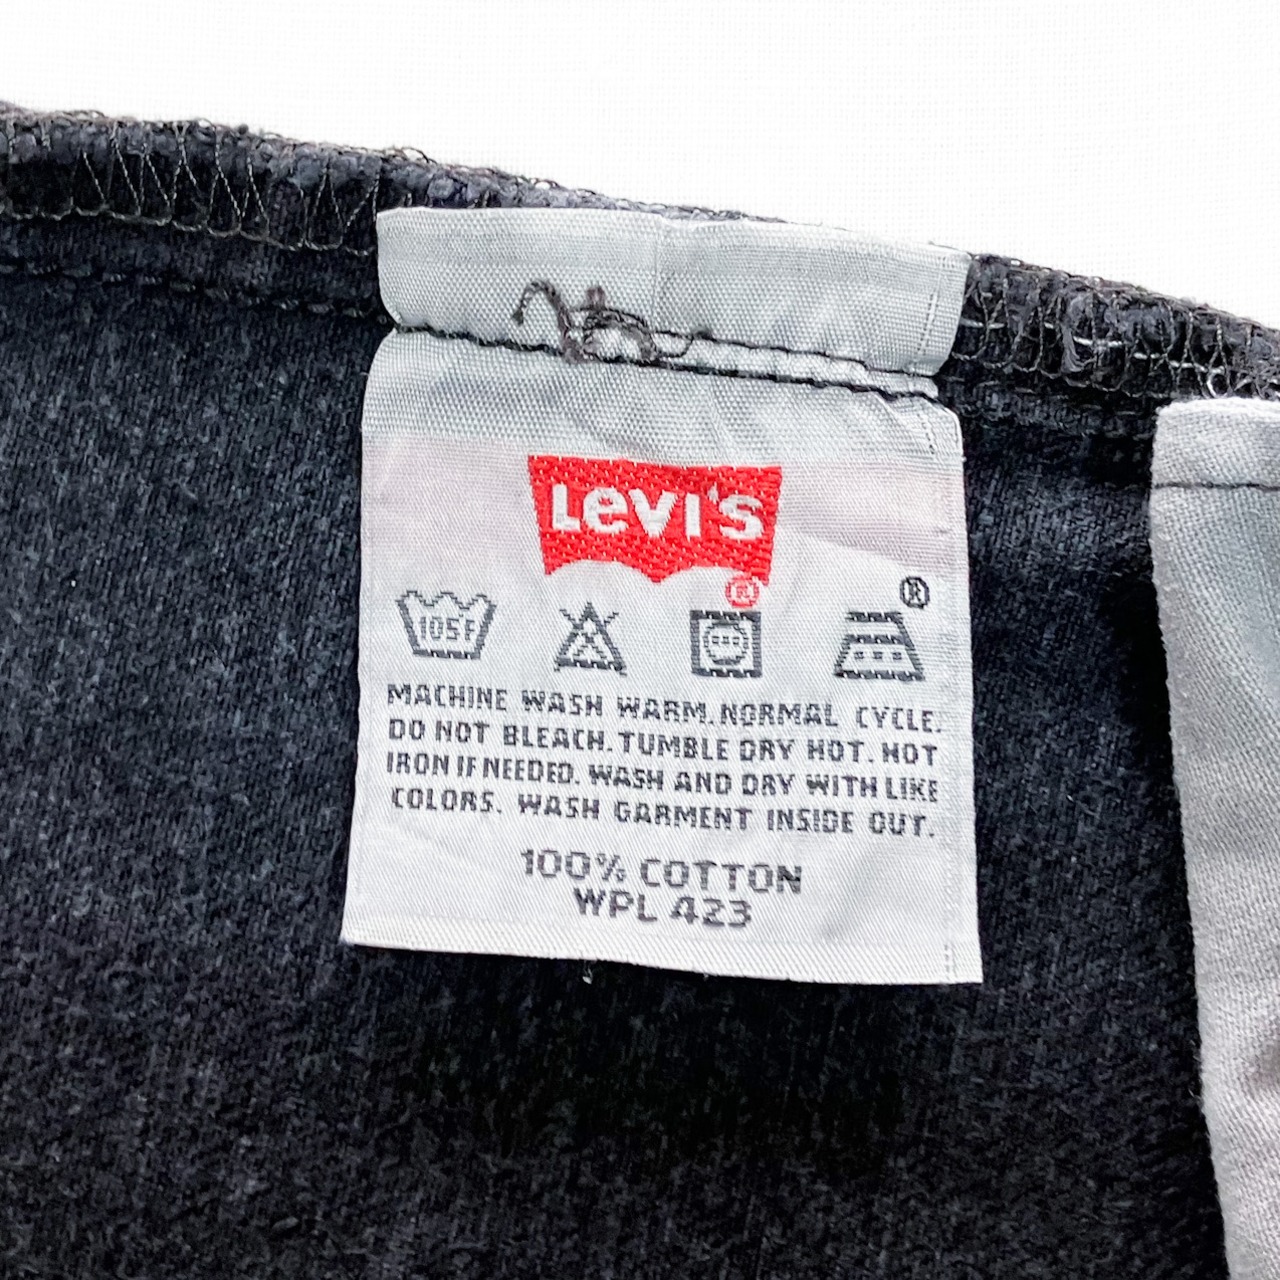 Levi's
®
®
105F
MACHINE WASH WARM. NORMAL CYCLE.
DO NOT BLEACH. TUMBLE DRY HOT. HOT
IRON IF NEEDED. WASH AND DRY WITH LIKE
COLORS. WASH GARMENT INSIDE OUT.
100% COTTON
WPL 423